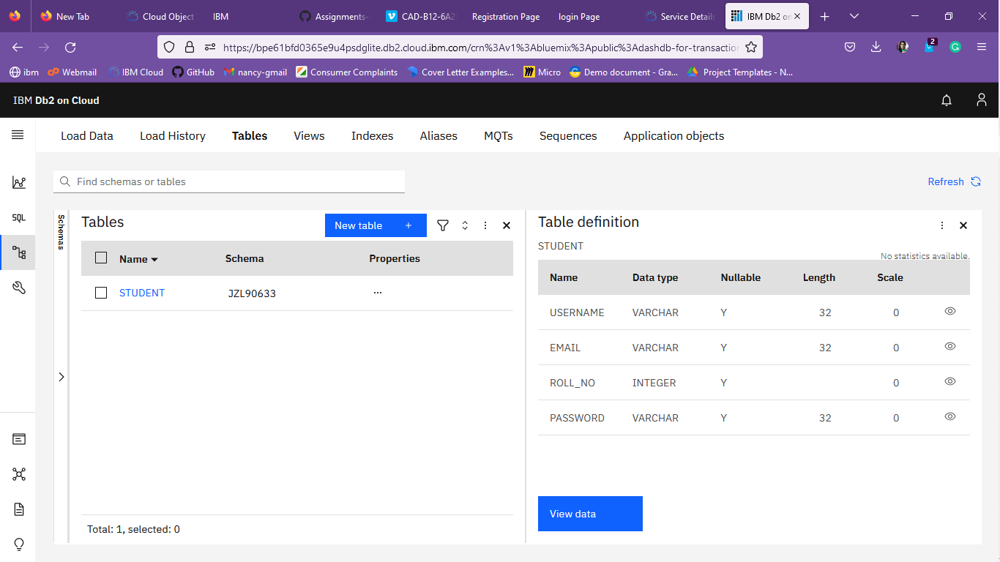 New Tab
Cloud Object
IBM
Assignments-
CAD-B12-6A2
Registration Page
login Page
Service Details
IBM Db2 on
https://bpe61bfd0365e9u4psdglite.db2.cloud.ibm.com/crn%3Av1%3Abluemix%3Apublic%3Adashdb-for-transaction
2
ibm
Webmail
IBM Cloud
GitHub
nancy-gmail
Consumer Complaints
Cover Letter Examples...
Micro
Demo document - Gra...
Project Templates - N...
IBM Db2 on Cloud
Load Data
Load History
Tables
Views
Indexes
Aliases
MQTs
Sequences
Application objects
SQL
Find schemas or tables
Refresh
Schemas
Tables
New table +
Name Schema Properties
STUDENT JZL90633 ...
Total: 1, selected: 0
Table definition
STUDENT
No statistics available.
Name Data type Nullable Length Scale
USERNAME VARCHAR Y 32 0
EMAIL VARCHAR Y 32 0
ROLL_NO INTEGER Y 0
PASSWORD VARCHAR Y 32 0
View data